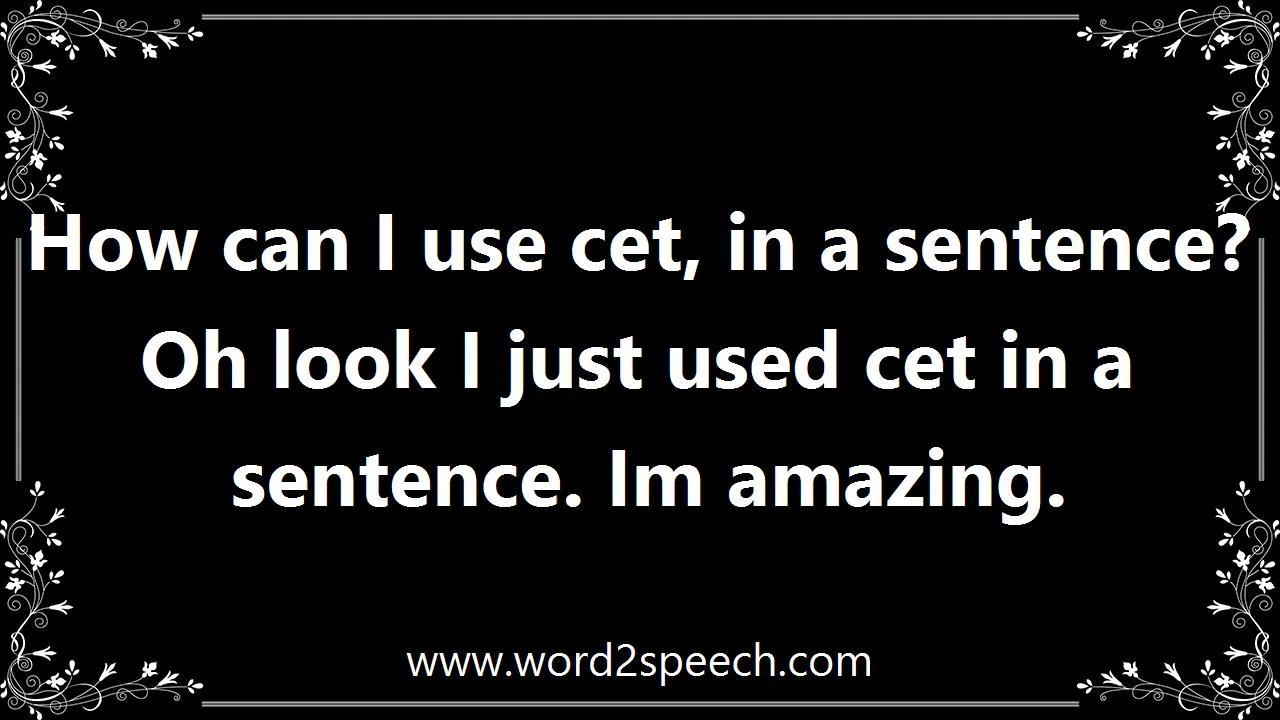 How can I use cet, in a sentence?
Oh look I just used cet in a
sentence. Im amazing.
www.word2speech.com